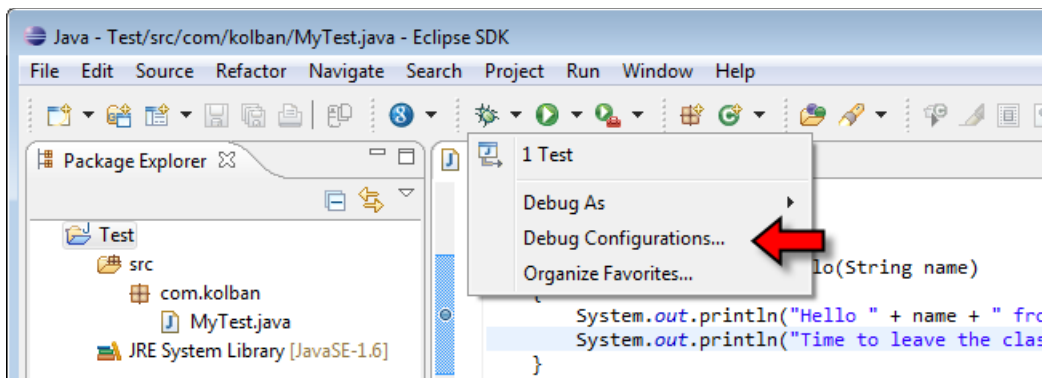 Java - Test/src/com/kolban/MyTest.java - Eclipse SDK
File Edit Source Refactor Navigate Search Project Run Window Help
8
Package Explorer
J
J
1 Test
Debug As
Debug Configurations...
Organize Favorites...
Test
src
com.kolban
J MyTest.java
JRE System Library [JavaSE-1.6]
lo(String name)
{
System.out.println("Hello " + name + " fro
System.out.println("Time to leave the clas
}